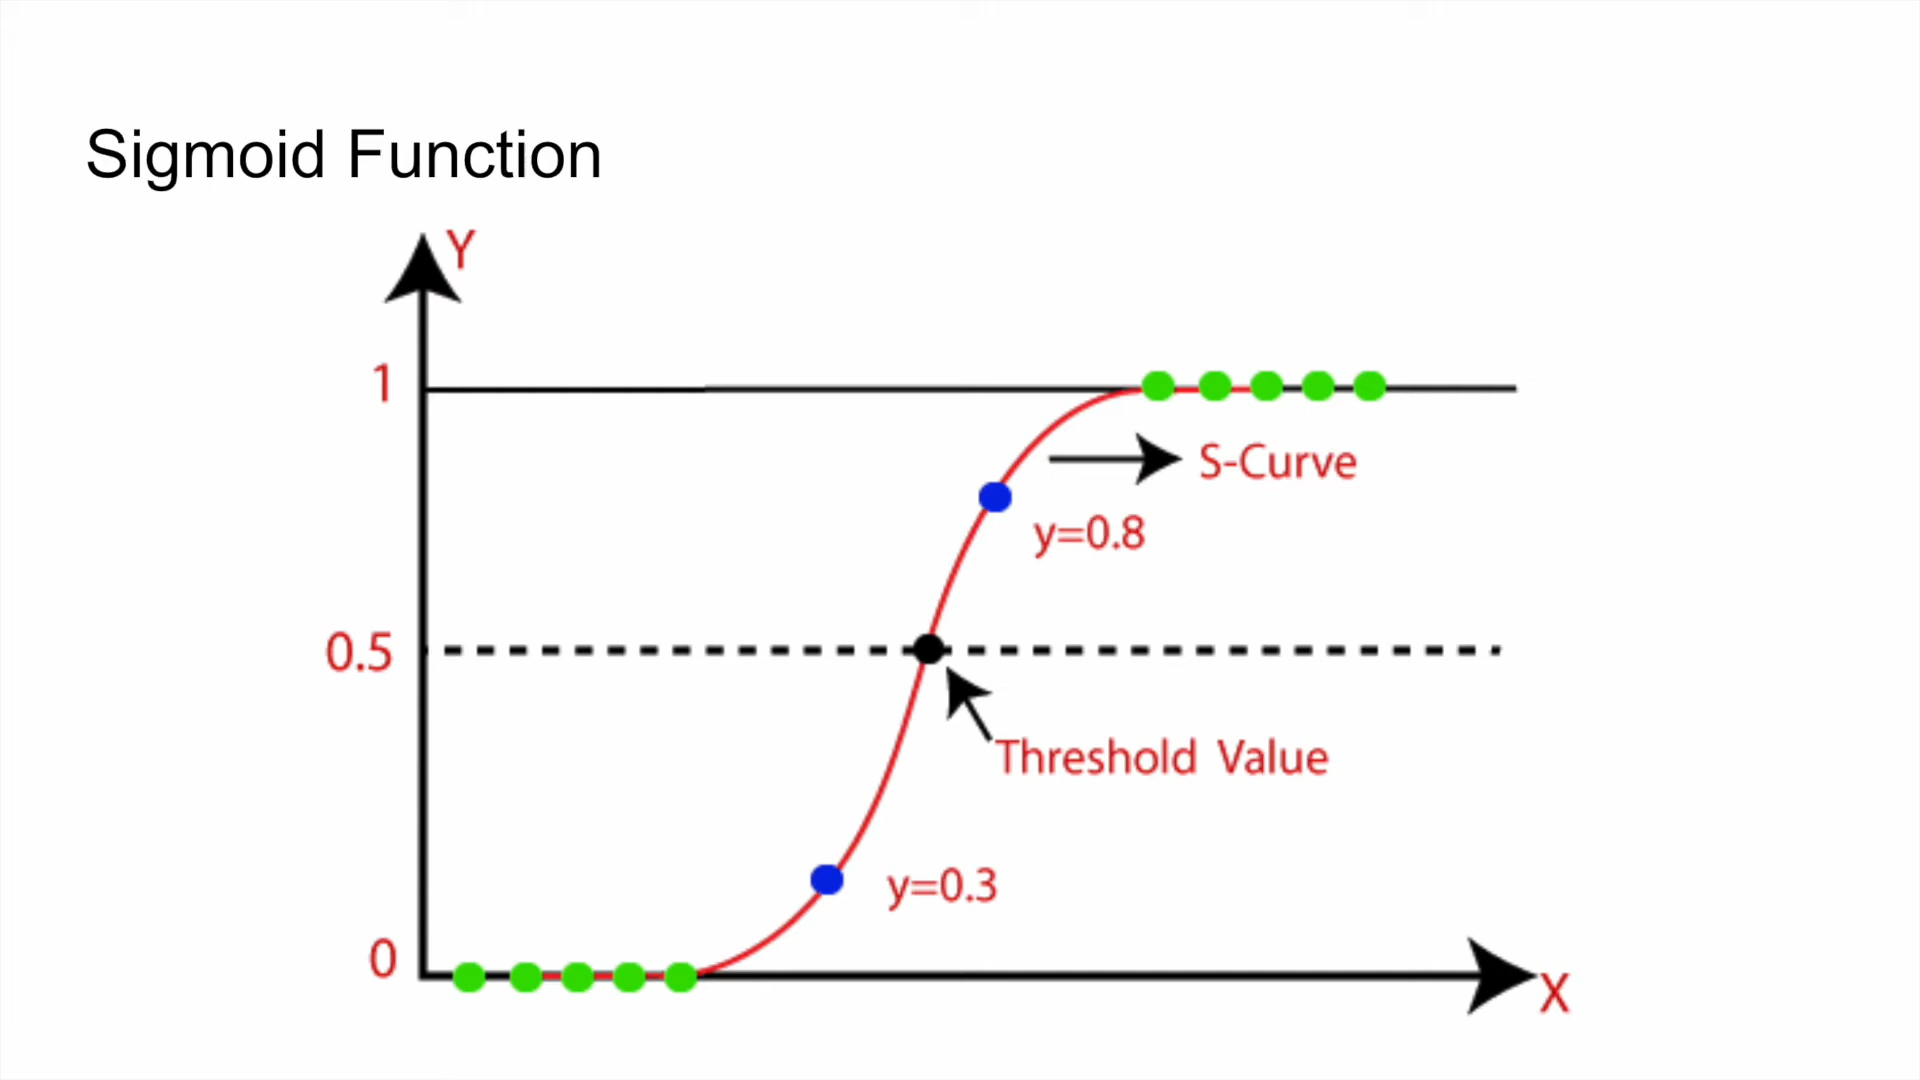 Sigmoid Function
Y
1
S-Curve
y=0.8
0.5
Threshold Value
y=0.3
0
X